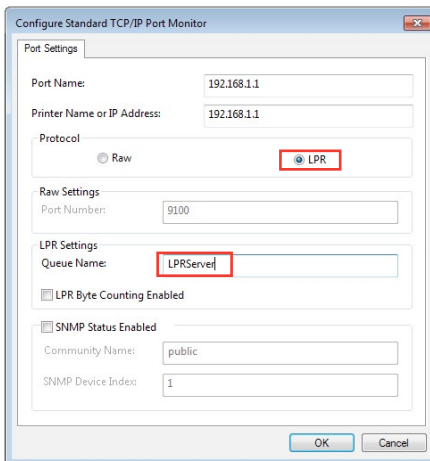 Configure Standard TCP/IP Port Monitor
Port Settings
Port Name: 192.168.1.1
Printer Name or IP Address: 192.168.1.1
Protocol
Raw LPR
Raw Settings
Port Number: 9100
LPR Settings
Queue Name: LPRServer
LPR Byte Counting Enabled
SNMP Status Enabled
Community Name: public
SNMP Device Index: 1
OK Cancel